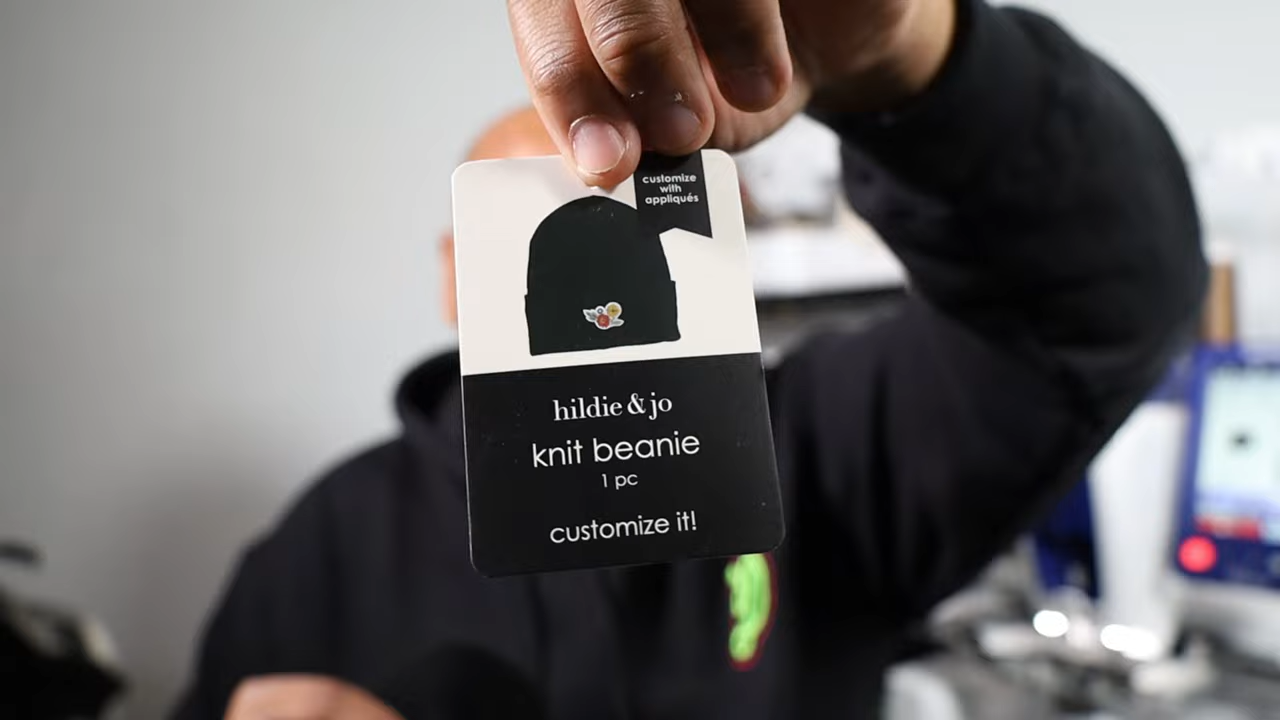 customize
with
appliqués
hildie & jo
knit beanie
1 pc
customize it!